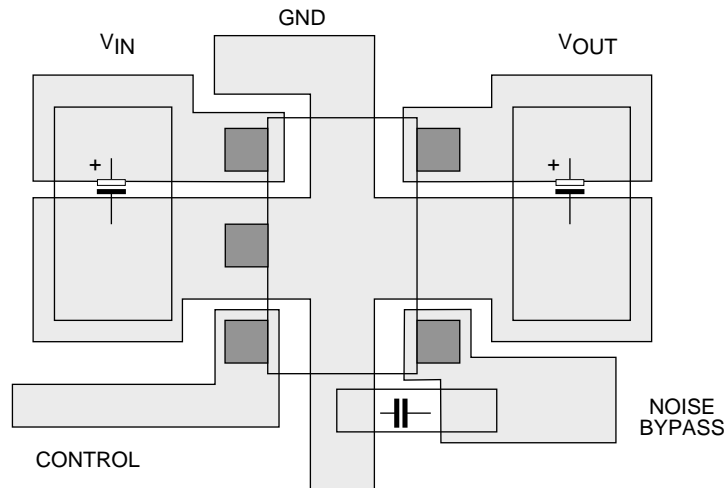 GND
VIN
VOUT
+
+
NOISE
BYPASS
CONTROL